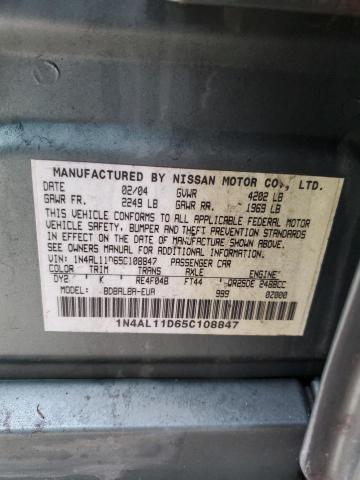 MANUFACTURED BY NISSAN MOTOR CO., LTD.
DATE 02/04 GVWR 4202 LB
GAWR FR. 2249 LB GAWR RR. 1969 LB
THIS VEHICLE CONFORMS TO ALL APPLICABLE FEDERAL MOTOR
VEHICLE SAFETY, BUMPER AND THEFT PREVENTION STANDARDS
IN EFFECT ON THE DATE OF MANUFACTURE SHOWN ABOVE.
SEE OWNERS MANUAL FOR ADDITIONAL INFORMATION.
VIN: 1N4AL11D65C108847 PASSENGER CAR
COLOR TRIM TRANS. AXLE ENGINE
DY2 K RE4F04B FT44 QR25DE 2488CC
MODEL: BDBALBA-EUA 999 02000
1N4AL11D65C108847